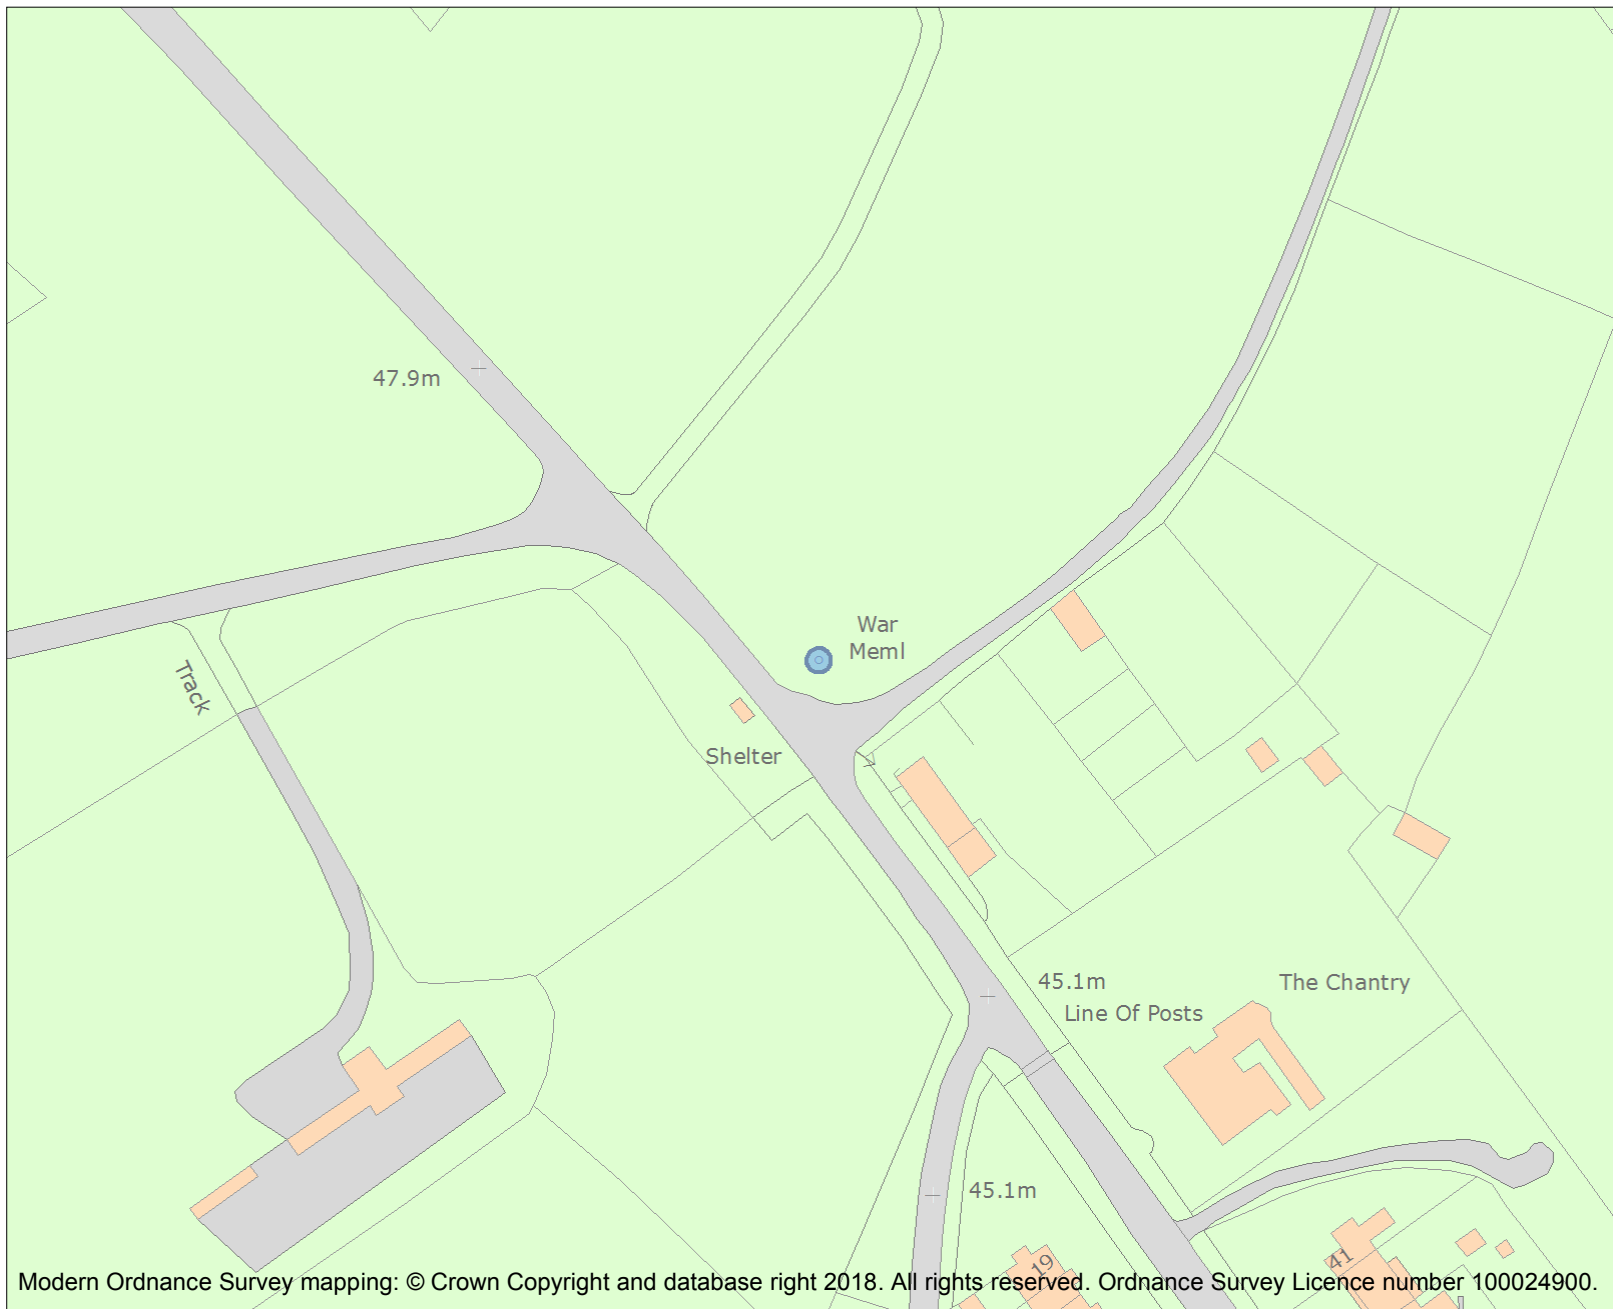 47.9m
War
Meml
Track
Shelter
45.1m
The Chantry
Line Of Posts
45.1m
19
41
Modern Ordnance Survey mapping: © Crown Copyright and database right 2018. All rights reserved. Ordnance Survey Licence number 100024900.